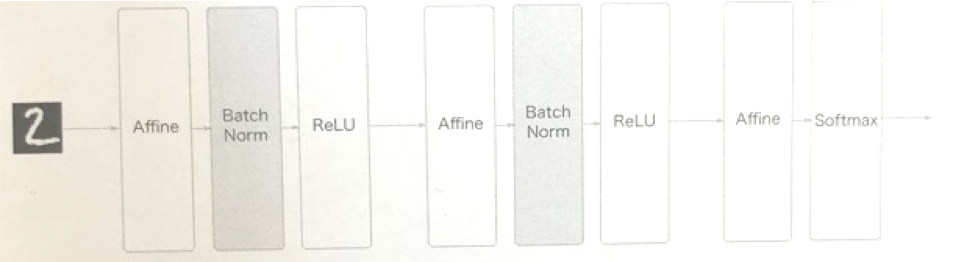 2
Affine
Batch
Norm
ReLU
Affine
Batch
Norm
ReLU
Affine
Softmax